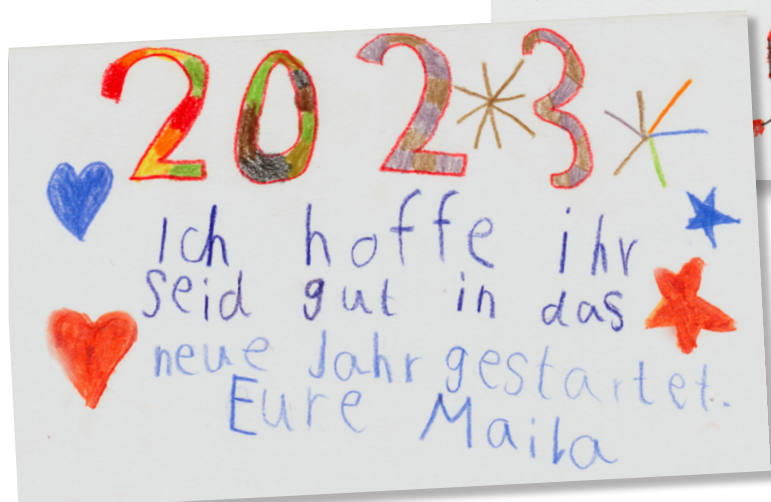 2023
Ich hoffe ihr
seid gut in das
neue Jahr gestartet.
Eure Maila